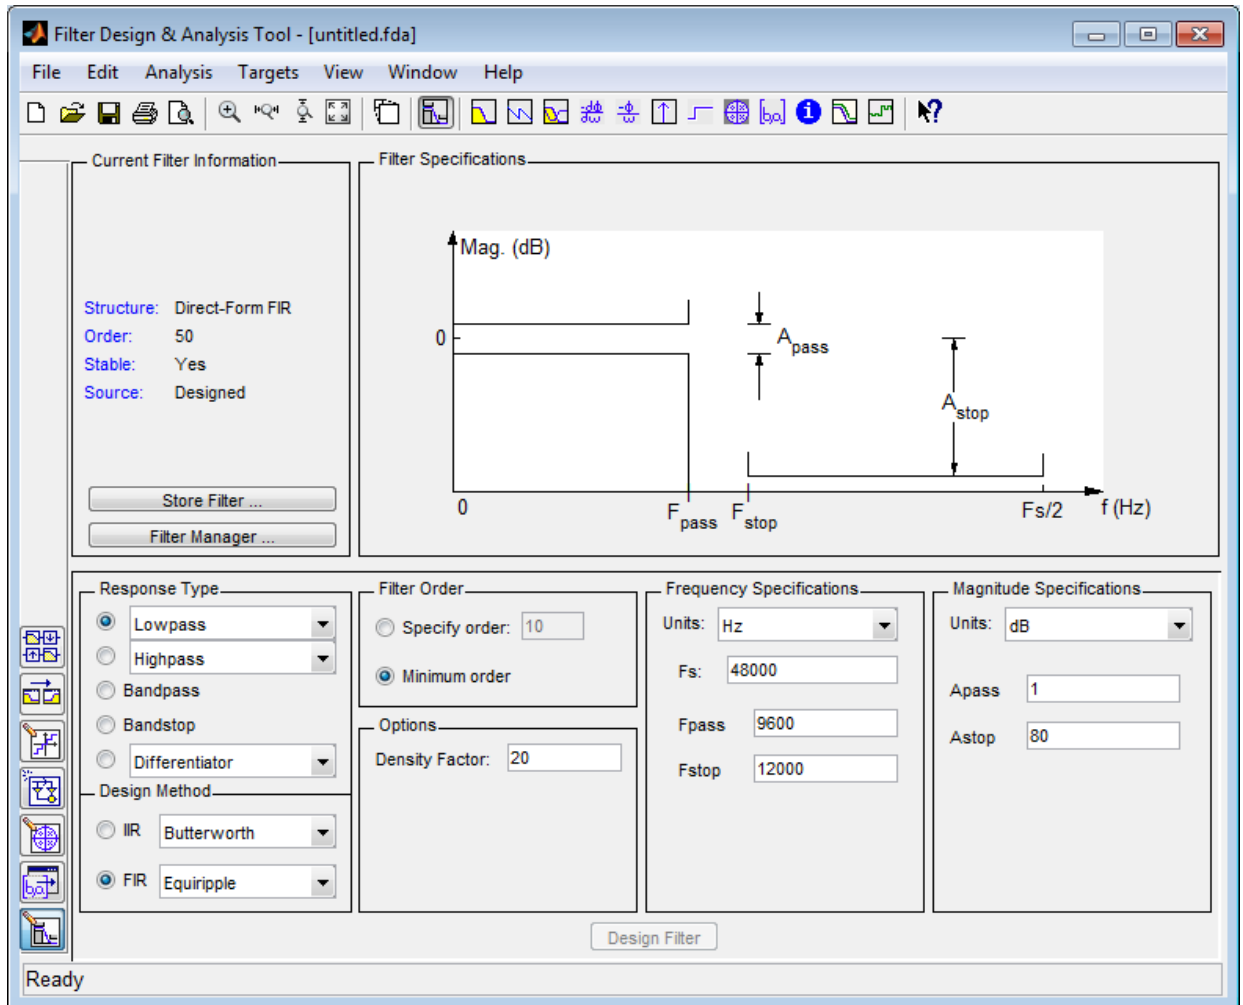 Filter Design & Analysis Tool - [untitled.fda]
File Edit Analysis Targets View Window Help
Current Filter Information
Structure: Direct-Form FIR
Order: 50
Stable: Yes
Source: Designed
Store Filter ...
Filter Manager ...
Filter Specifications
Mag. (dB)
0
Apass
Astop
0
Fpass
Fstop
Fs/2
f (Hz)
Response Type
Lowpass
Highpass
Bandpass
Bandstop
Differentiator
Design Method
IIR Butterworth
FIR Equiripple
Filter Order
Specify order: 10
Minimum order
Options
Density Factor: 20
Frequency Specifications
Units: Hz
Fs: 48000
Fpass 9600
Fstop 12000
Magnitude Specifications
Units: dB
Apass 1
Astop 80
Design Filter
Ready